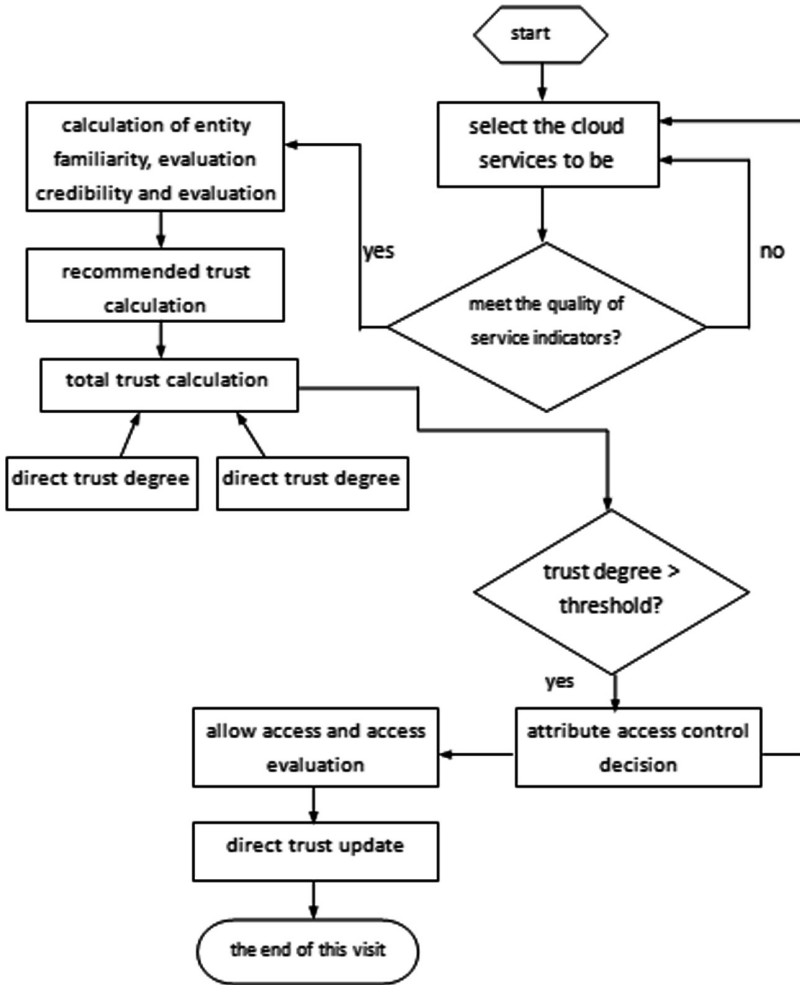 start
select the cloud
services to be
meet the quality of
service indicators?
no
yes
calculation of entity
familiarity, evaluation
credibility and evaluation
recommended trust
calculation
total trust calculation
direct trust degree
direct trust degree
trust degree >
threshold?
yes
attribute access control
decision
allow access and access
evaluation
direct trust update
the end of this visit